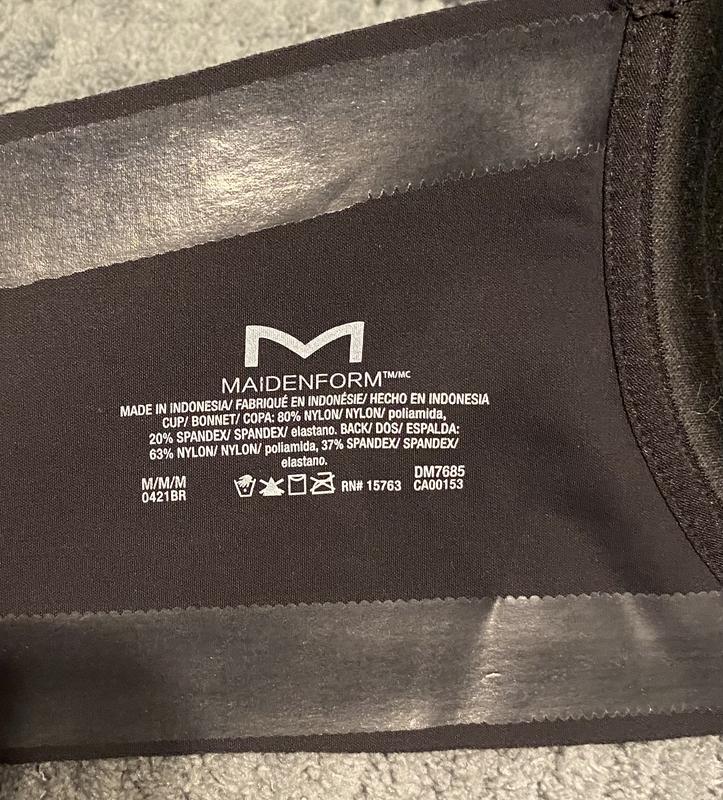 MAIDENFORM™/MC
MADE IN INDONESIA/ FABRIQUÉ EN INDONÉSIE/ HECHO EN INDONESIA
CUP/ BONNET/ COPA: 80% NYLON/ NYLON/ poliamida,
20% SPANDEX/ SPANDEX/ elastano. BACK/ DOS/ ESPALDA:
63% NYLON/ NYLON/ poliamida, 37% SPANDEX/ SPANDEX/
elastano.
M/M/M
0421BR
RN# 15763
DM7685
CA00153